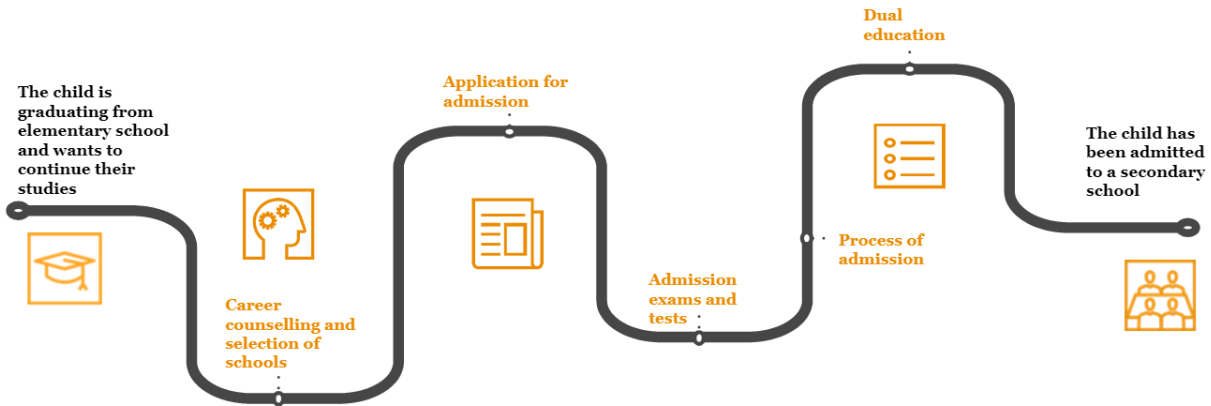 The child is
graduating from
elementary school
and wants to
continue their
studies
Career
counselling and
selection of
schools
Application for
admission
Admission
exams and
tests
Process of
admission
Dual
education
The child has
been admitted
to a secondary
school